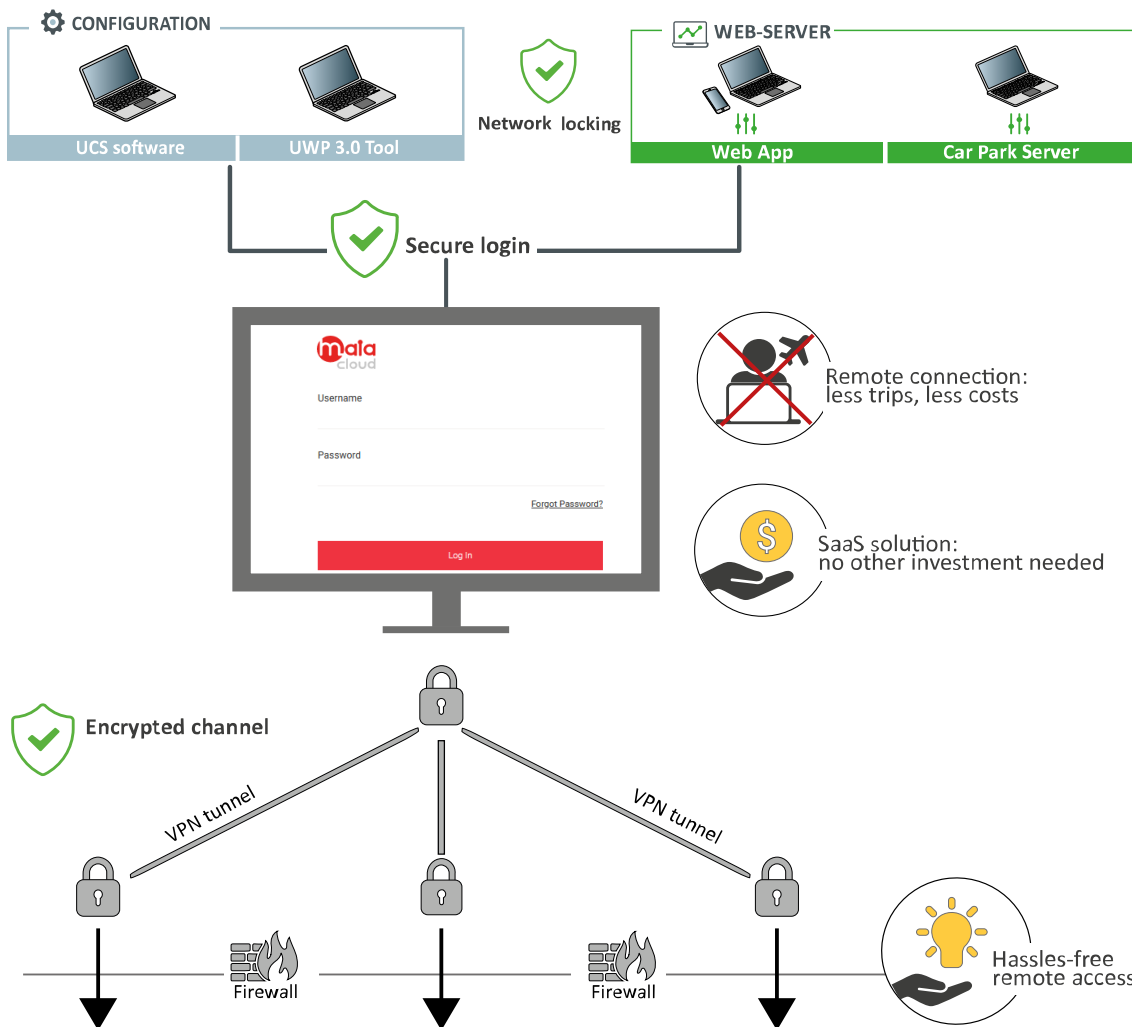 CONFIGURATION
WEB-SERVER
Network locking
UCS software
UWP 3.0 Tool
Web App
Car Park Server
Secure login
maia
cloud
Username
Password
Forgot Password?
Log In
Remote connection:
less trips, less costs
SaaS solution:
no other investment needed
Encrypted channel
VPN tunnel
VPN tunnel
Firewall
Firewall
Hassles-free
remote access